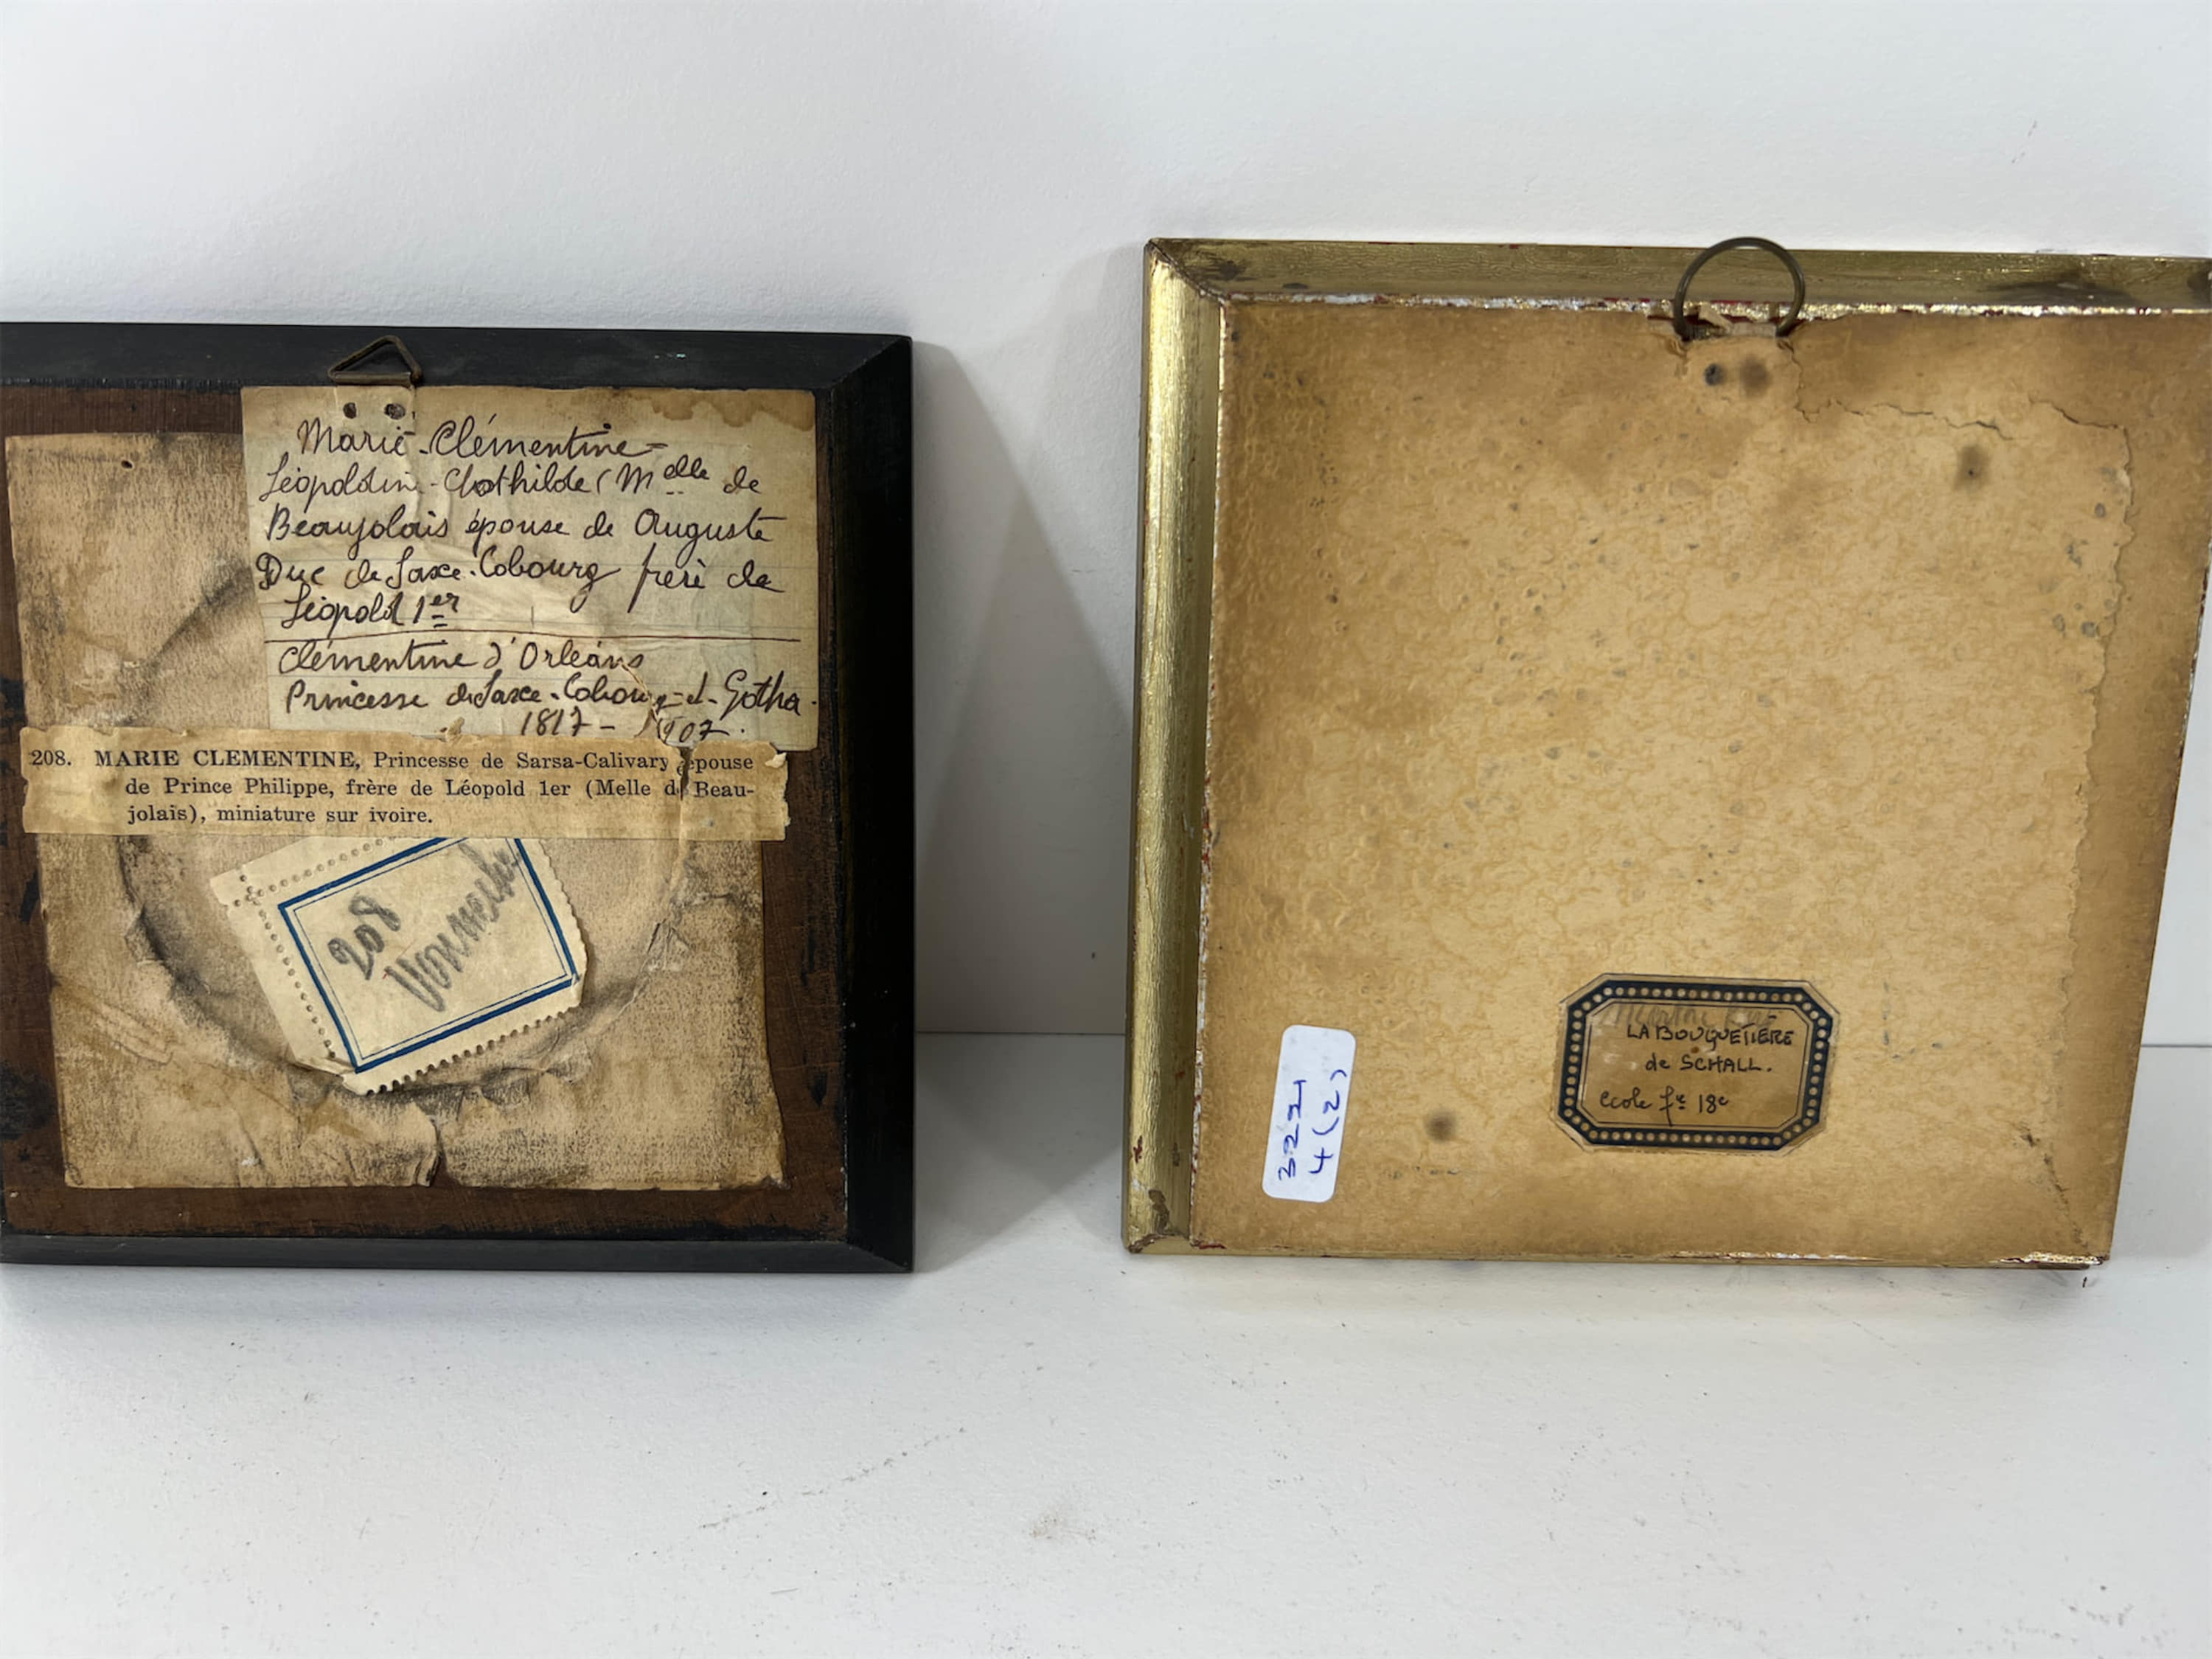 Marie-Clémentine-
Léopoldin-Clothilde (Melle de
Beaujolais épouse de Auguste
Duc de Saxe-Cobourg frère de
Léopold 1er
Clémentine d'Orléans
Princesse de Saxe-Cobourg-et-Gotha.
1817 - 1907.
208. MARIE CLEMENTINE, Princesse de Sarsa-Calivary épouse
de Prince Philippe, frère de Léopold 1er (Melle de Beau-
jolais), miniature sur ivoire.
208
LA BOUQUETIÈRE
de SCHALL.
ecole fse 18e
3224
4(2)